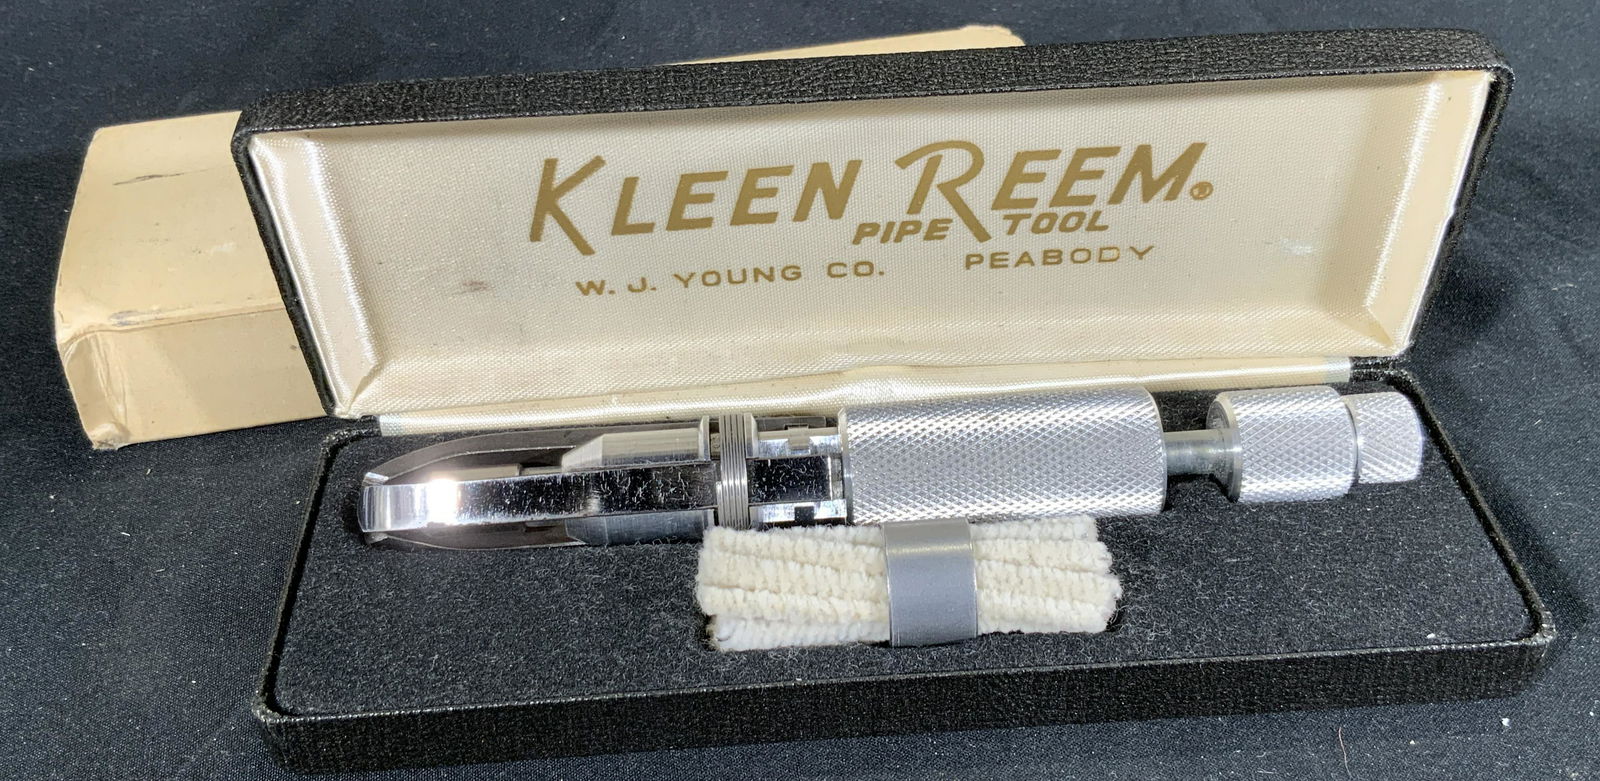 KLEEN REEM®
PIPE TOOL
W. J. YOUNG CO. PEABODY